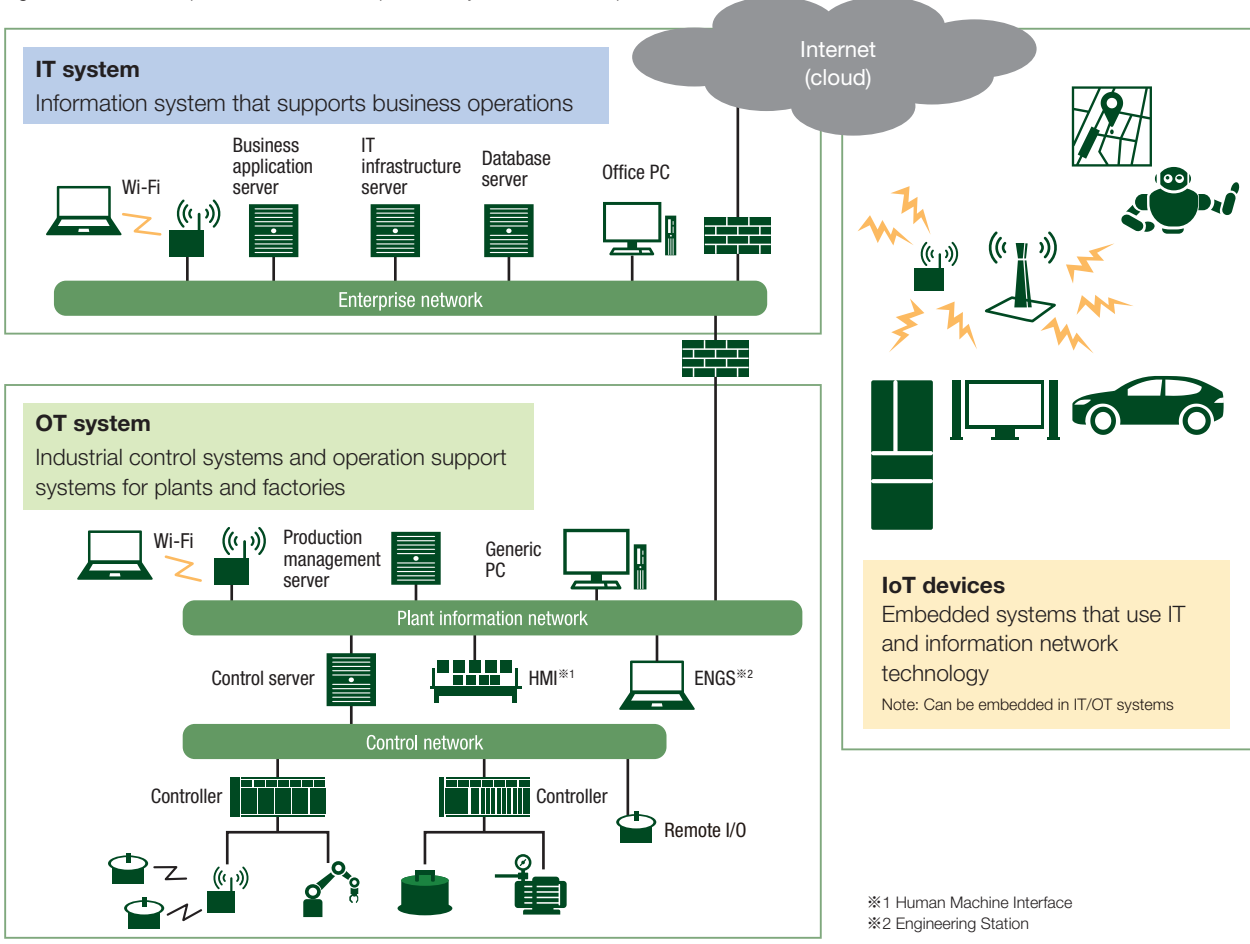 Internet
(cloud)
IT system
Information system that supports business operations
Wi-Fi
Business
application
server
IT
infrastructure
server
Database
server
Office PC
Enterprise network
OT system
Industrial control systems and operation support
systems for plants and factories
Wi-Fi
Production
management
server
Generic
PC
Plant information network
Control server
HMI※1
ENGS※2
Control network
Controller
Controller
Remote I/O
IoT devices
Embedded systems that use IT
and information network
technology
Note: Can be embedded in IT/OT systems
※1 Human Machine Interface
※2 Engineering Station